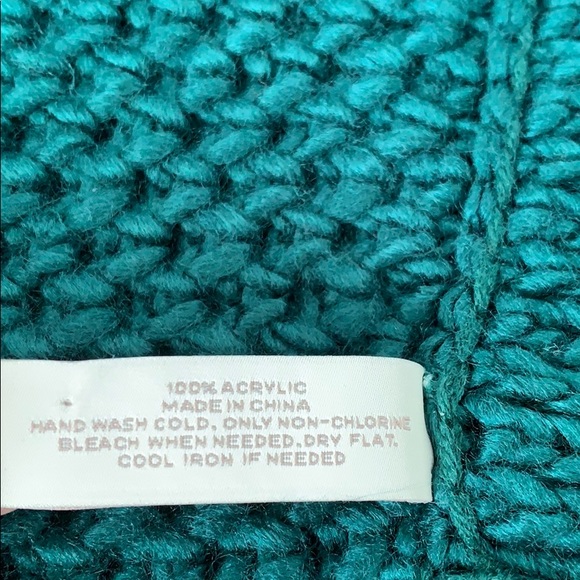 100% ACRYLIC
MADE IN CHINA
HAND WASH COLD, ONLY NON-CHLORINE
BLEACH WHEN NEEDED, DRY FLAT.
COOL IRON IF NEEDED